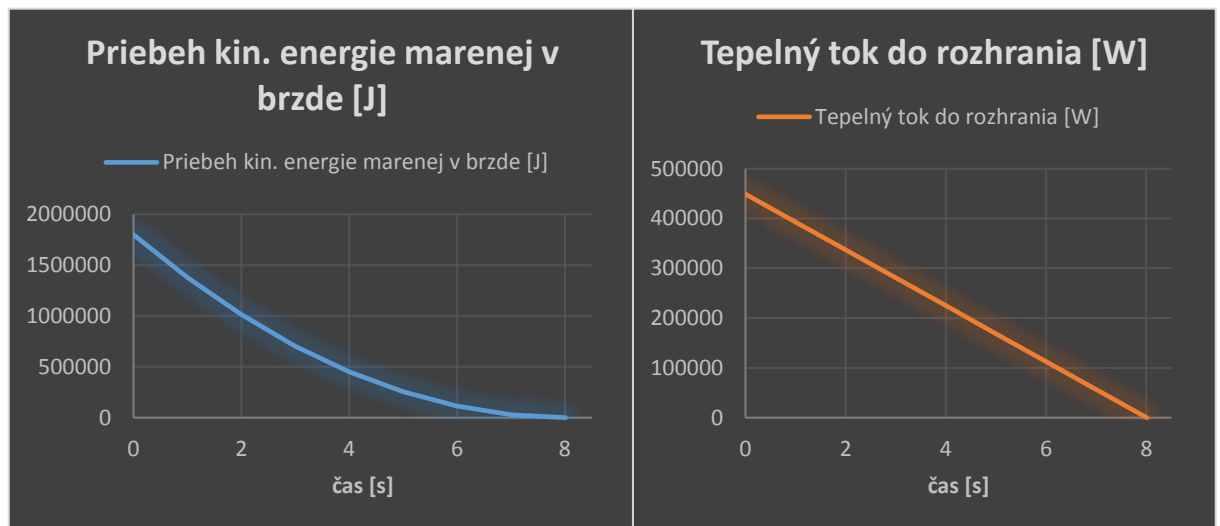 Priebeh kin. energie marenej v
brzde [J]
Priebeh kin. energie marenej v brzde [J]
2000000
1500000
1000000
500000
0
0 2 4 6 8
čas [s]
Tepelný tok do rozhrania [W]
Tepelný tok do rozhrania [W]
500000
400000
300000
200000
100000
0
0 2 4 6 8
čas [s]